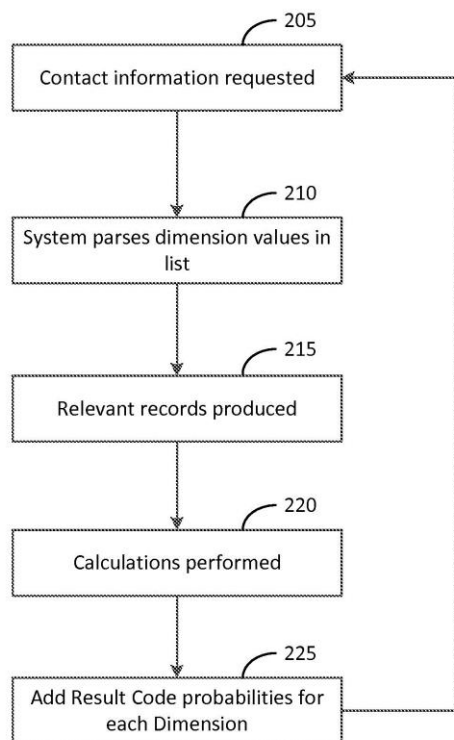 205
Contact information requested
210
System parses dimension values in
list
215
Relevant records produced
220
Calculations performed
225
Add Result Code probabilities for
each Dimension